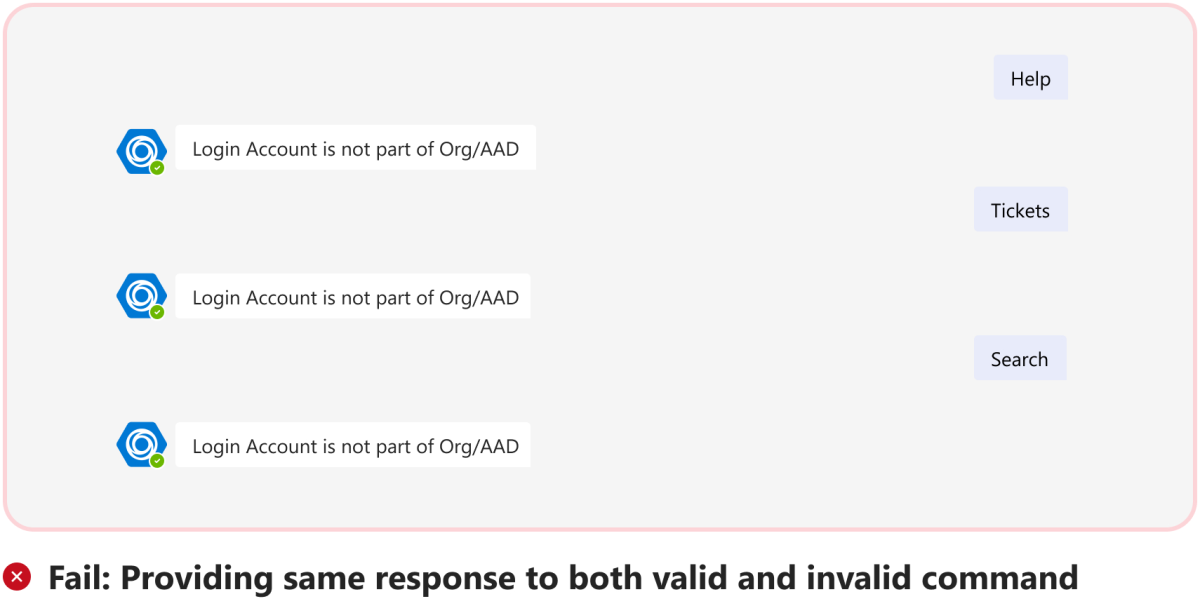 Help
Login Account is not part of Org/AAD
Tickets
Login Account is not part of Org/AAD
Search
Login Account is not part of Org/AAD
Fail: Providing same response to both valid and invalid command